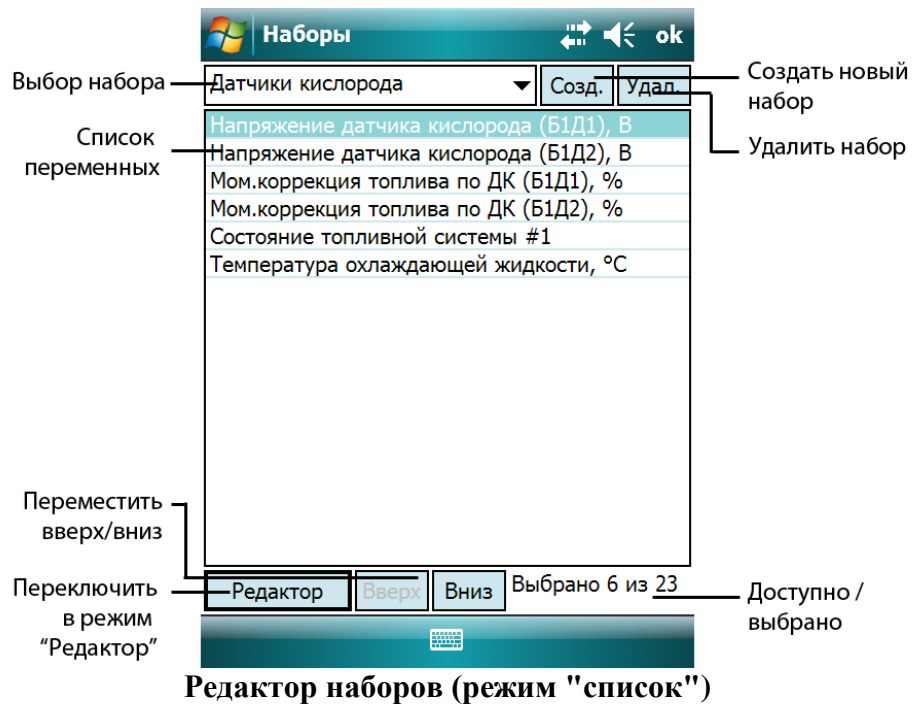 Наборы
ok
Выбор набора
Датчики кислорода
Созд.
Удал.
Создать новый
набор
Удалить набор
Список
переменных
Напряжение датчика кислорода (Б1Д1), В
Напряжение датчика кислорода (Б1Д2), В
Мом.коррекция топлива по ДК (Б1Д1), %
Мом.коррекция топлива по ДК (Б1Д2), %
Состояние топливной системы #1
Температура охлаждающей жидкости, °C
Переместить
вверх/вниз
Переключить
в режим
“Редактор”
Редактор
Вверх
Вниз
Выбрано 6 из 23
Доступно /
выбрано
Редактор наборов (режим "список")